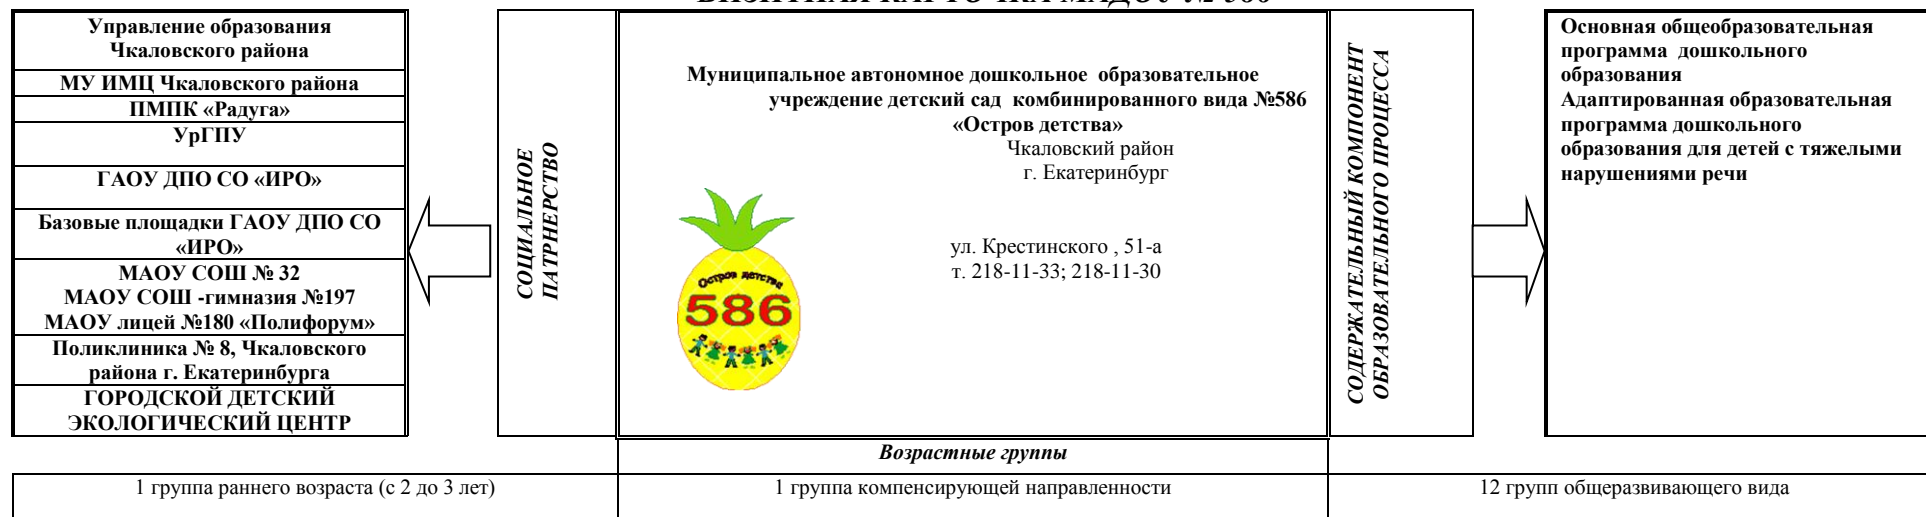 ВИЗИТНАЯ КАРТОЧКА МАДОУ № 586
Управление образования
Чкаловского района
МУ ИМЦ Чкаловского района
ПМПК «Радуга»
УрГПУ
ГАОУ ДПО СО «ИРО»
Базовые площадки ГАОУ ДПО СО
«ИРО»
МАОУ СОШ № 32
МАОУ СОШ -гимназия №197
МАОУ лицей №180 «Полифорум»
Поликлиника № 8, Чкаловского
района г. Екатеринбурга
ГОРОДСКОЙ ДЕТСКИЙ
ЭКОЛОГИЧЕСКИЙ ЦЕНТР
СОЦИАЛЬНОЕ
ПАТРНЕРСТВО
Муниципальное автономное дошкольное образовательное
учреждение детский сад комбинированного вида №586
«Остров детства»
Чкаловский район
г. Екатеринбург
ул. Крестинского , 51-а
т. 218-11-33; 218-11-30
Остров детства
586
СОДЕРЖАТЕЛЬНЫЙ КОМПОНЕНТ
ОБРАЗОВАТЕЛЬНОГО ПРОЦЕССА
Основная общеобразовательная
программа дошкольного
образования
Адаптированная образовательная
программа дошкольного
образования для детей с тяжелыми
нарушениями речи
Возрастные группы
1 группа раннего возраста (с 2 до 3 лет)
1 группа компенсирующей направленности
12 групп общеразвивающего вида